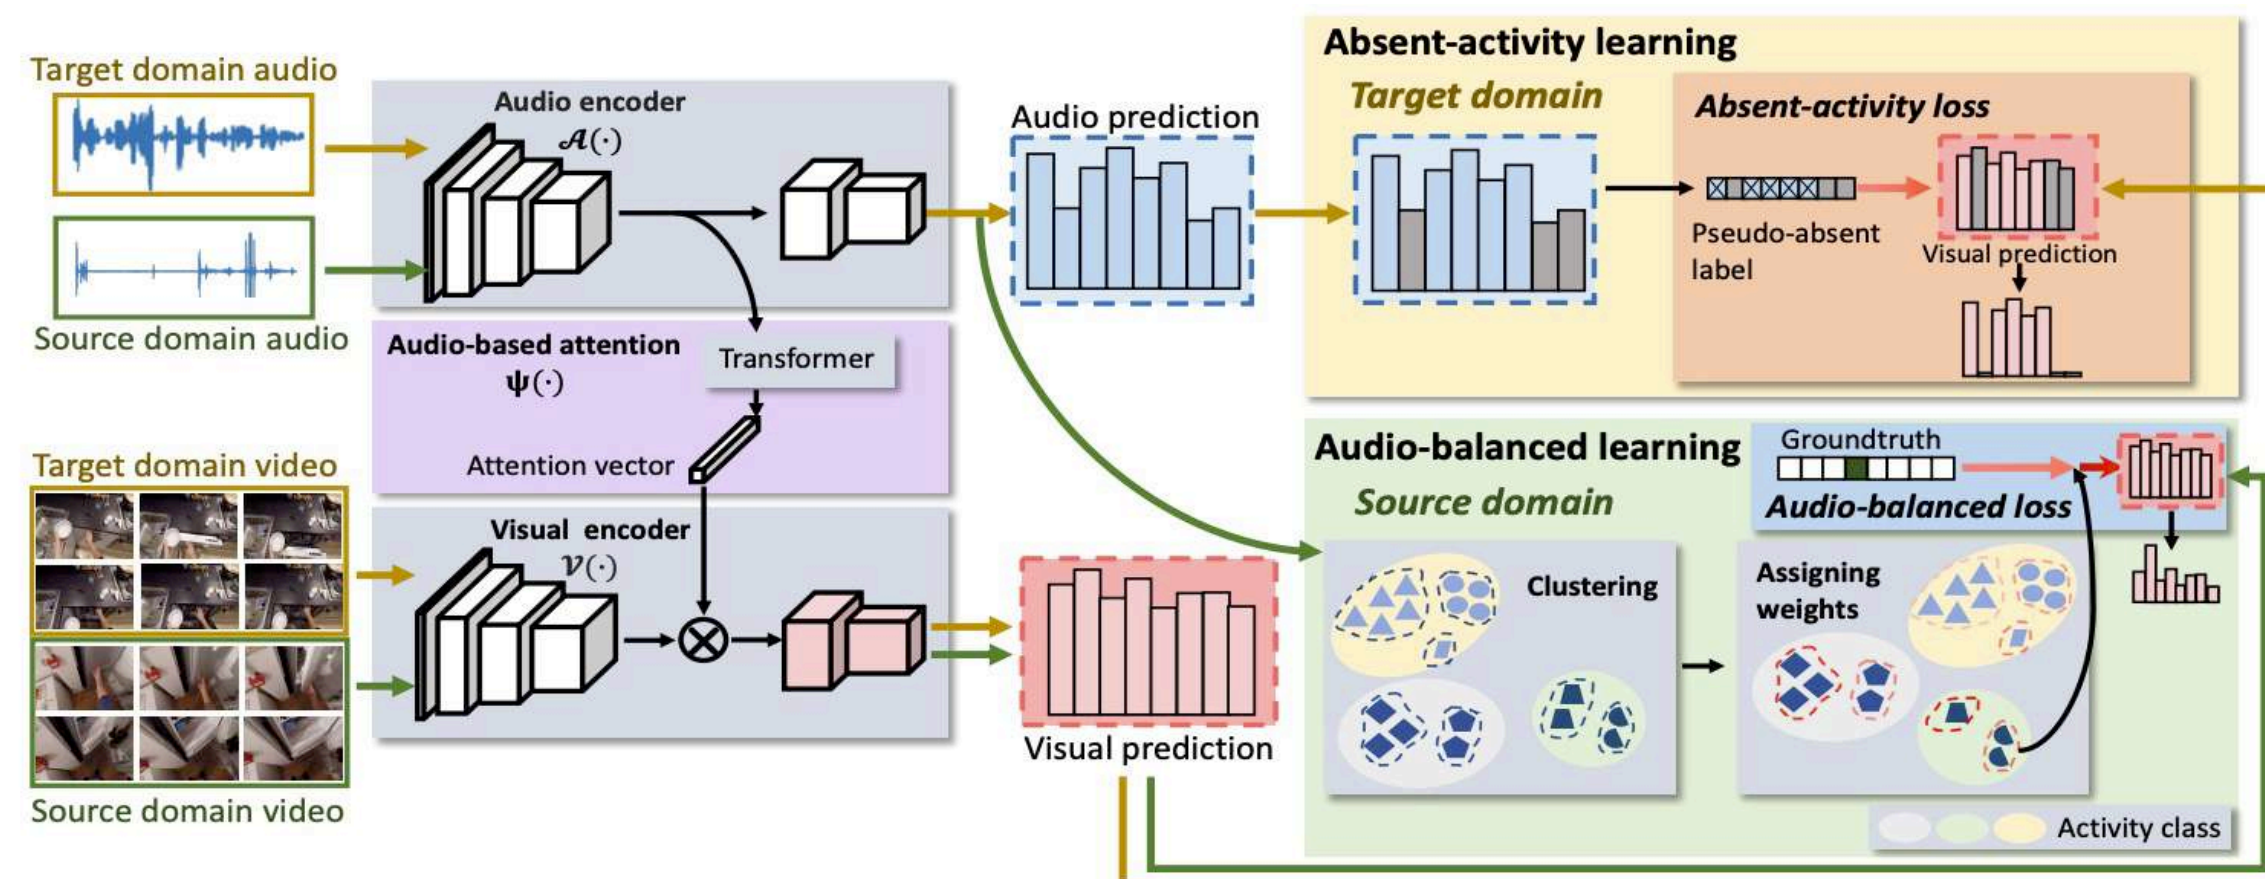 Target domain audio
Source domain audio
Target domain video
Source domain video
Audio encoder
𝒜(·)
Audio-based attention
ψ(·)
Transformer
Attention vector
Visual encoder
𝒱(·)
Audio prediction
Visual prediction
Absent-activity learning
Target domain
Absent-activity loss
Pseudo-absent
label
Visual prediction
Audio-balanced learning
Source domain
Groundtruth
Audio-balanced loss
Clustering
Assigning
weights
Activity class